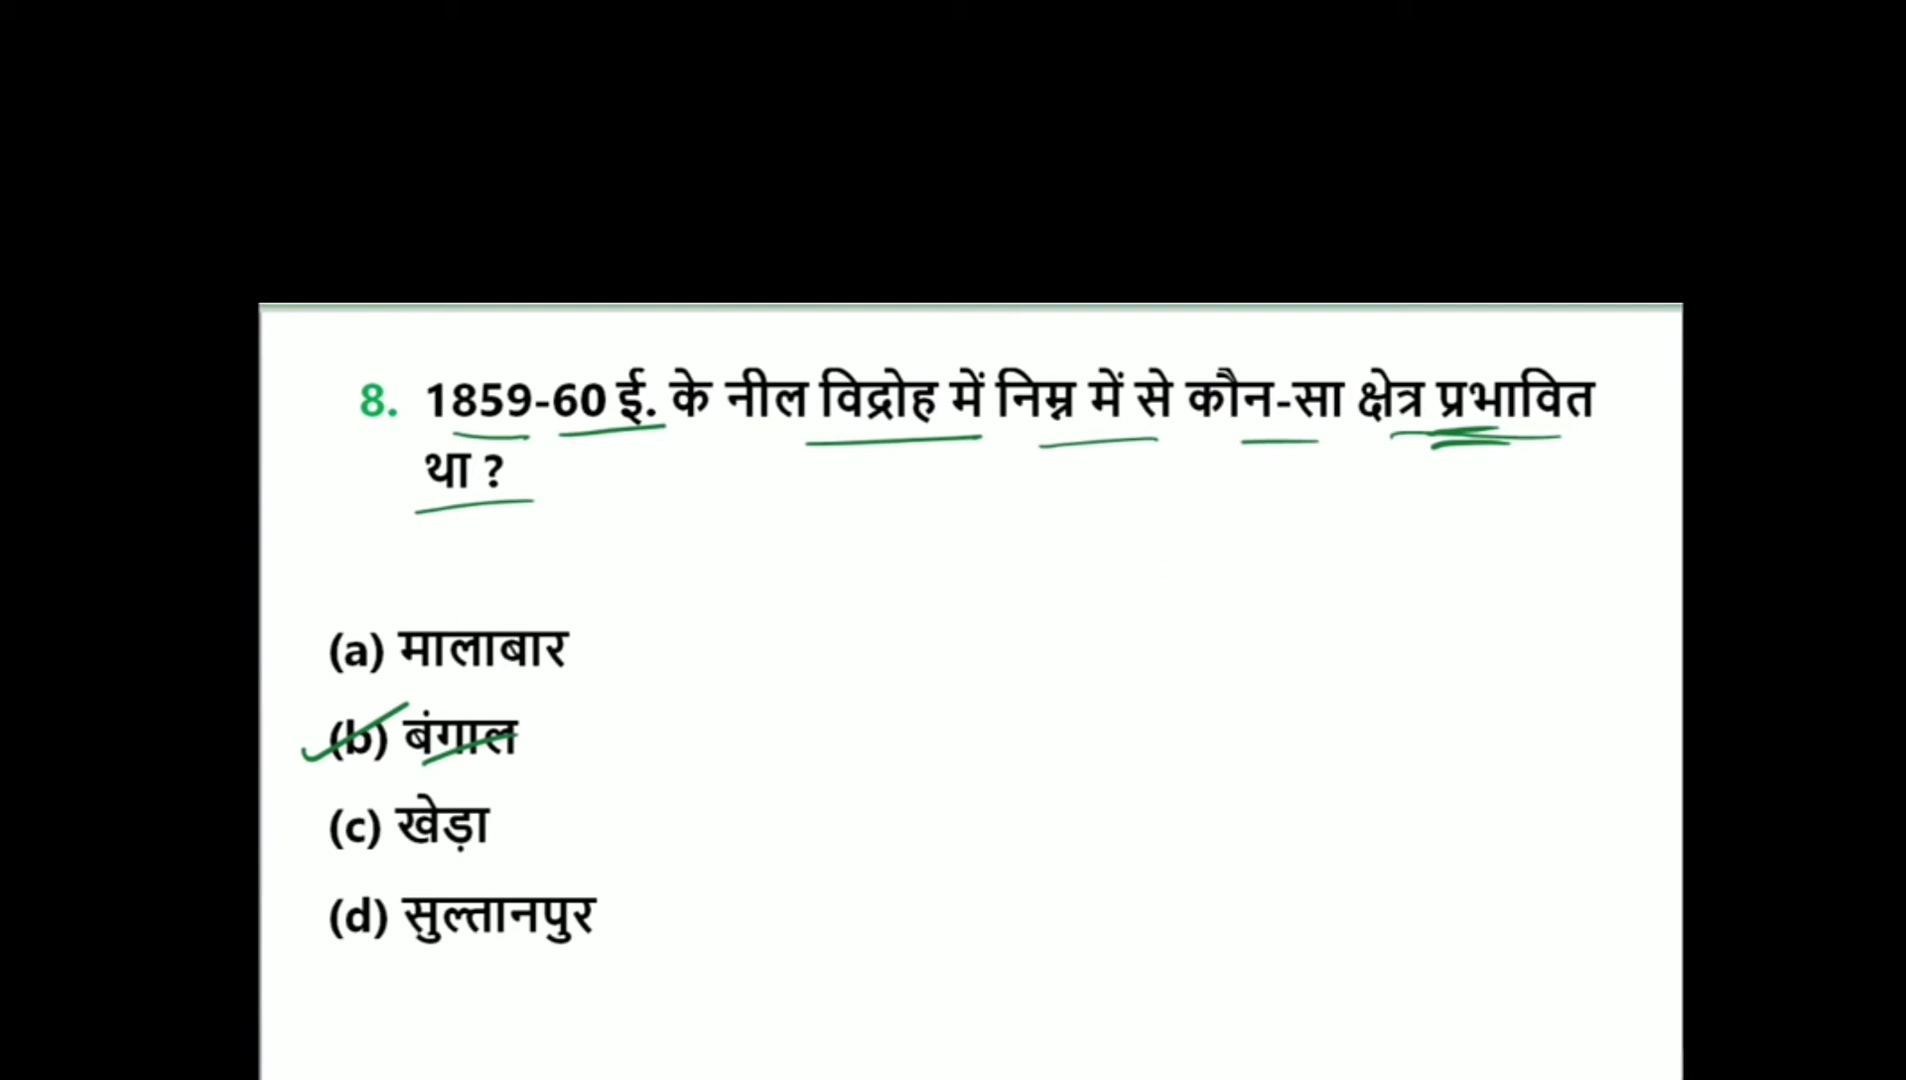 8. 1859-60 ई. के नील विद्रोह में निम्न में से कौन-सा क्षेत्र प्रभावित
था ?
(a) मालाबार
(b) बंगाल
(c) खेड़ा
(d) सुल्तानपुर